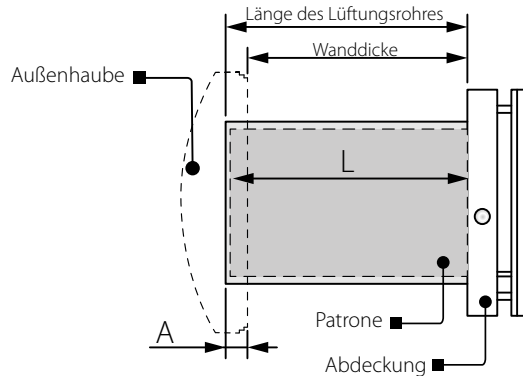 Länge des Lüftungsrohres
Wanddicke
Außenhaube
L
A
Patrone
Abdeckung